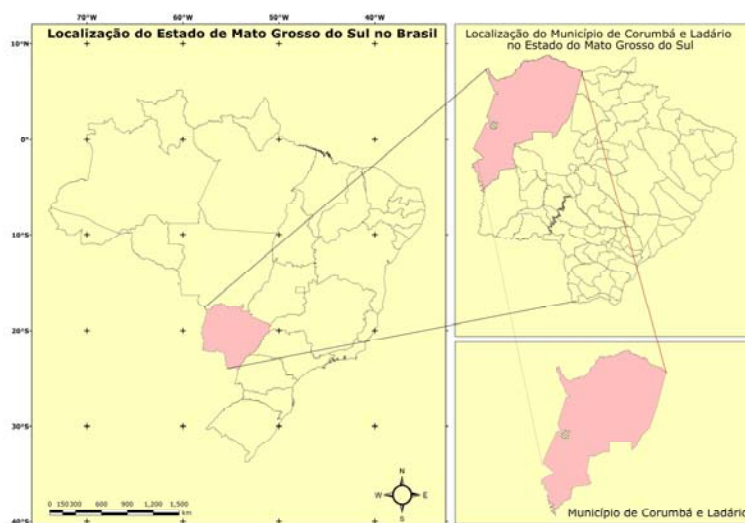 70°W 60°W 50°W 40°W
10°N
Localização do Estado de Mato Grosso do Sul no Brasil
0°
10°S
20°S
30°S
40°S
0 150300 600 900 1,200 1,500
km
N
W E
S
Localização do Município de Corumbá e Ladário
no Estado do Mato Grosso do Sul
Município de Corumbá e Ladário